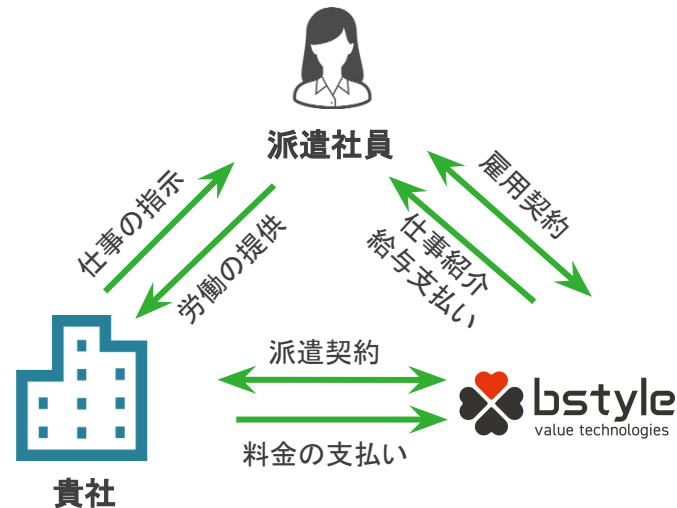 派遣社員
仕事の指示
労働の提供
雇用契約
仕事紹介
給与支払い
派遣契約
料金の支払い
bstyle
value technologies
貴社